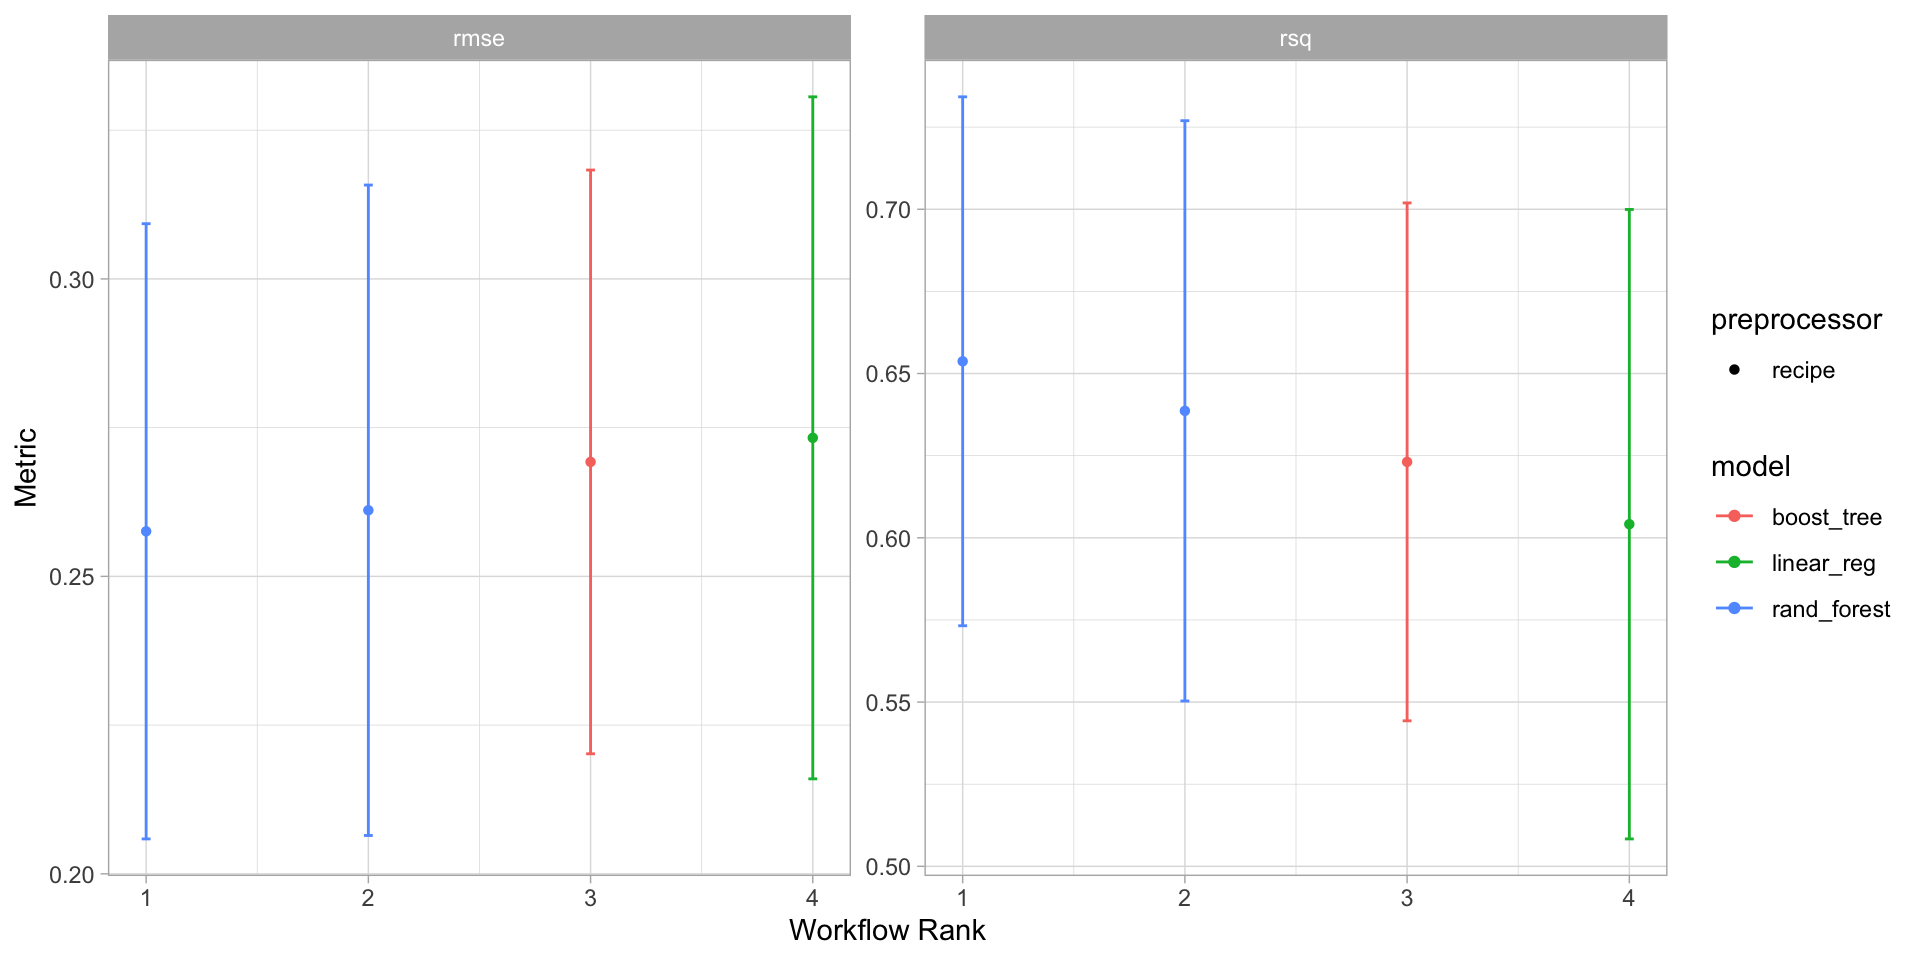 rmse
rsq
Metric
0.30
0.25
0.20
0.70
0.65
0.60
0.55
0.50
1 2 3 4
1 2 3 4
Workflow Rank
preprocessor
recipe
model
boost_tree
linear_reg
rand_forest